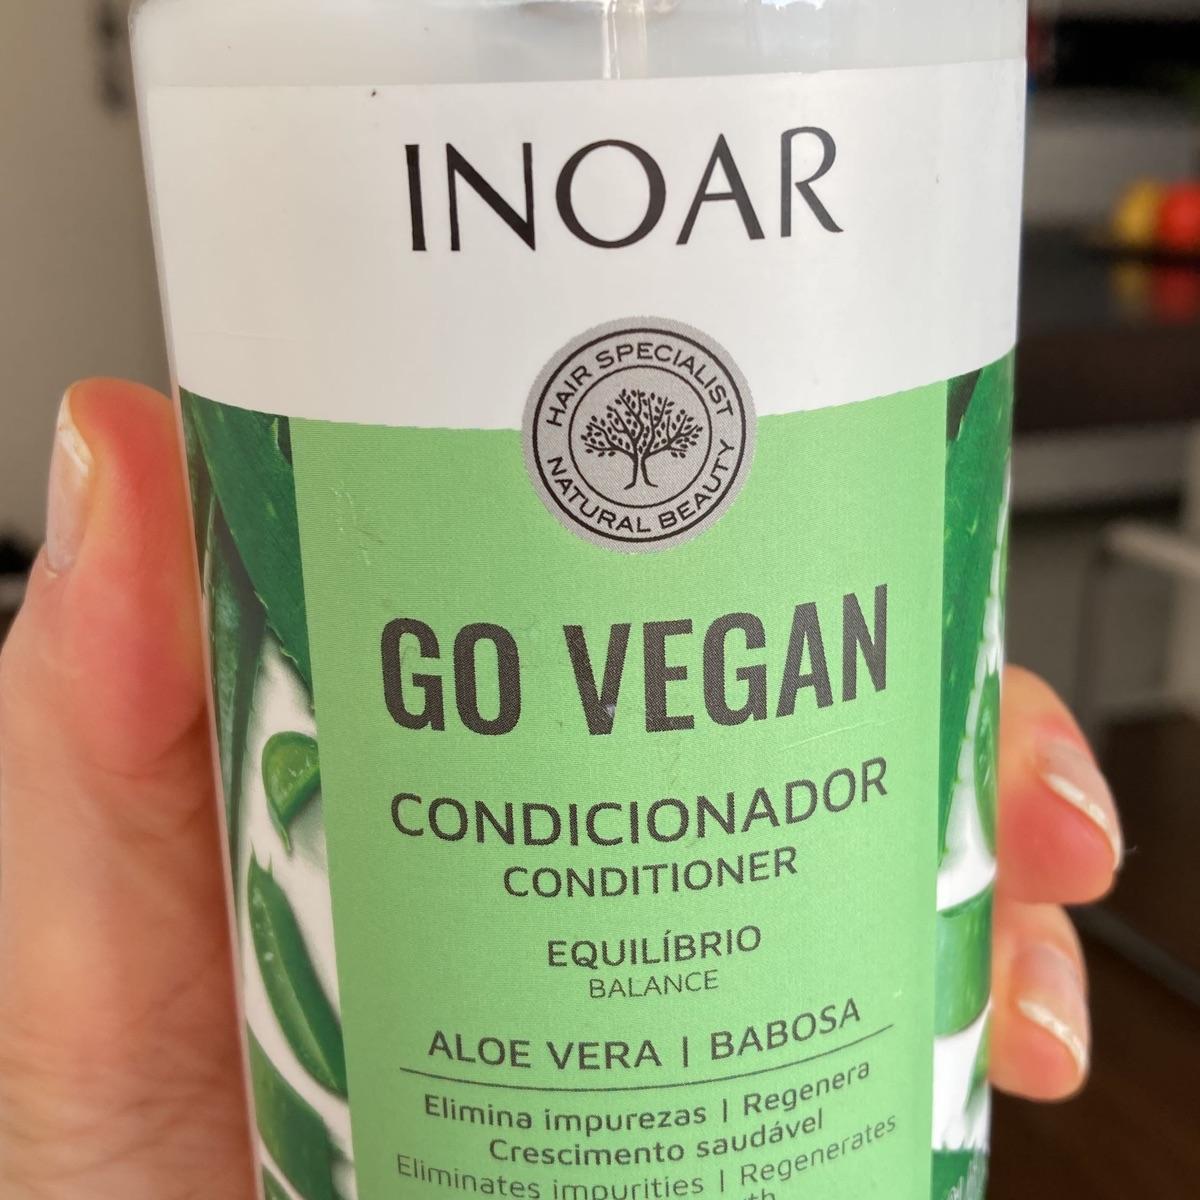 INOAR
HAIR SPECIALIST
NATURAL BEAUTY
GO VEGAN
CONDICIONADOR
CONDITIONER
EQUILÍBRIO
BALANCE
ALOE VERA | BABOSA
Elimina impurezas | Regenera
Crescimento saudável
Eliminates impurities | Regenerates